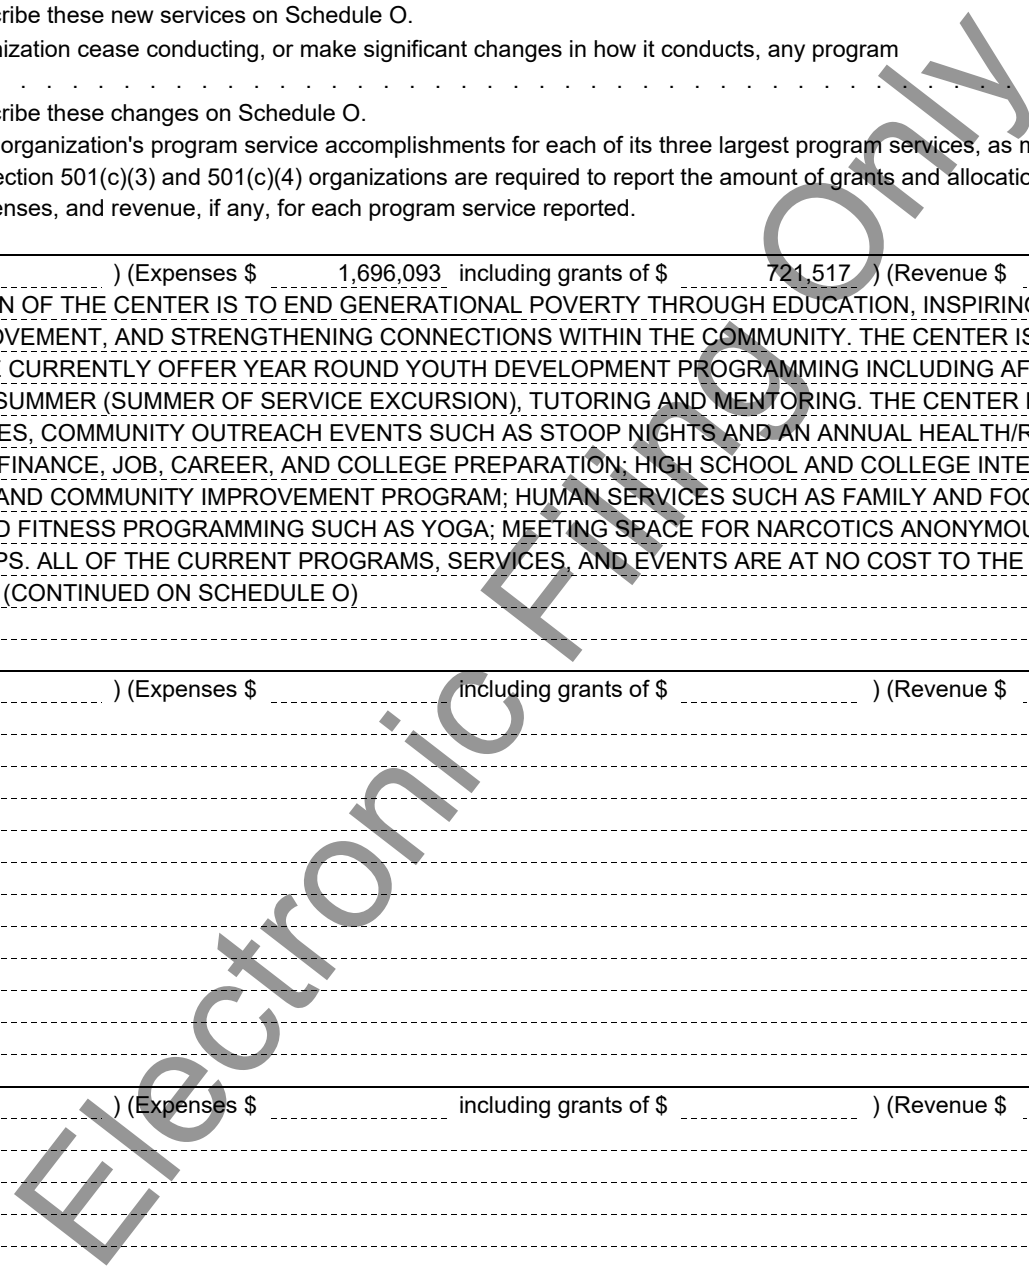 ribe these new services on Schedule O.
nization cease conducting, or make significant changes in how it conducts, any program
. . . . . . . . . . . . . . . . . . . . . . . . . . . . . . . . . . . . . . .
ribe these changes on Schedule O.
organization's program service accomplishments for each of its three largest program services, as m
ection 501(c)(3) and 501(c)(4) organizations are required to report the amount of grants and allocatio
enses, and revenue, if any, for each program service reported.
) (Expenses $ 1,696,093 including grants of $ 721,517 ) (Revenue $
N OF THE CENTER IS TO END GENERATIONAL POVERTY THROUGH EDUCATION, INSPIRING
OVEMENT, AND STRENGTHENING CONNECTIONS WITHIN THE COMMUNITY. THE CENTER IS
E CURRENTLY OFFER YEAR ROUND YOUTH DEVELOPMENT PROGRAMMING INCLUDING AF
SUMMER (SUMMER OF SERVICE EXCURSION), TUTORING AND MENTORING. THE CENTER
ES, COMMUNITY OUTREACH EVENTS SUCH AS STOOP NIGHTS AND AN ANNUAL HEALTH/R
FINANCE, JOB, CAREER, AND COLLEGE PREPARATION; HIGH SCHOOL AND COLLEGE INTE
AND COMMUNITY IMPROVEMENT PROGRAM; HUMAN SERVICES SUCH AS FAMILY AND FOO
D FITNESS PROGRAMMING SUCH AS YOGA; MEETING SPACE FOR NARCOTICS ANONYMOU
PS. ALL OF THE CURRENT PROGRAMS, SERVICES, AND EVENTS ARE AT NO COST TO THE
(CONTINUED ON SCHEDULE O)
) (Expenses $ including grants of $ ) (Revenue $
) (Expenses $ including grants of $ ) (Revenue $
Electronic Filing Only